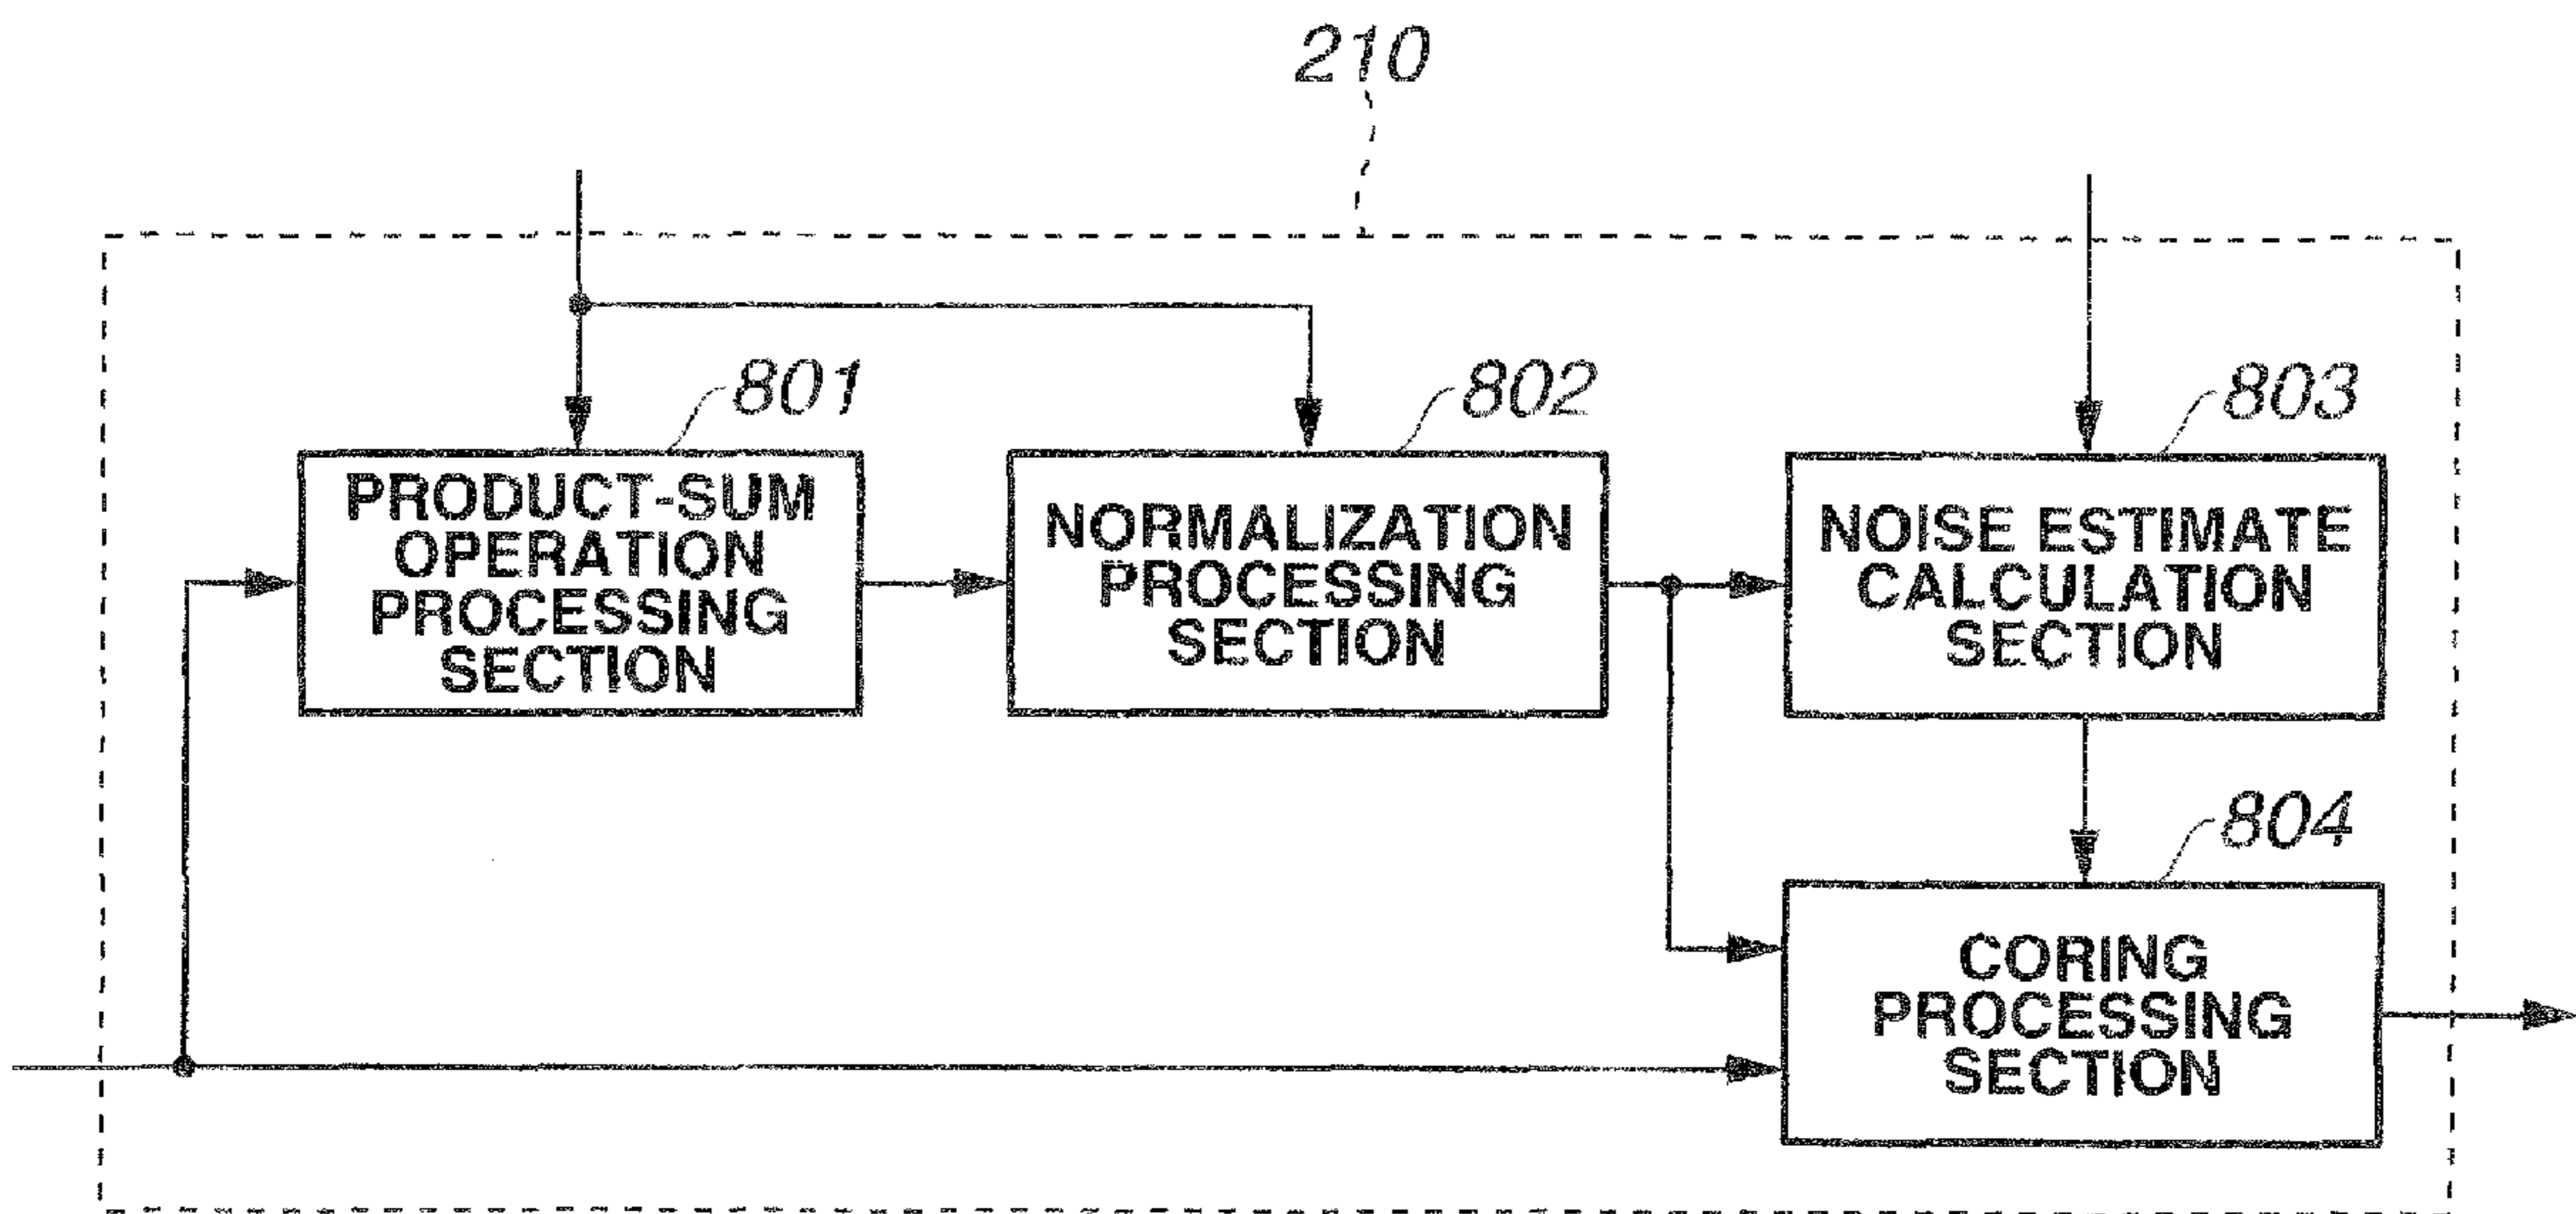 210
801
802
803
PRODUCT-SUM
OPERATION
PROCESSING
SECTION
NORMALIZATION
PROCESSING
SECTION
NOISE ESTIMATE
CALCULATION
SECTION
804
CORING
PROCESSING
SECTION